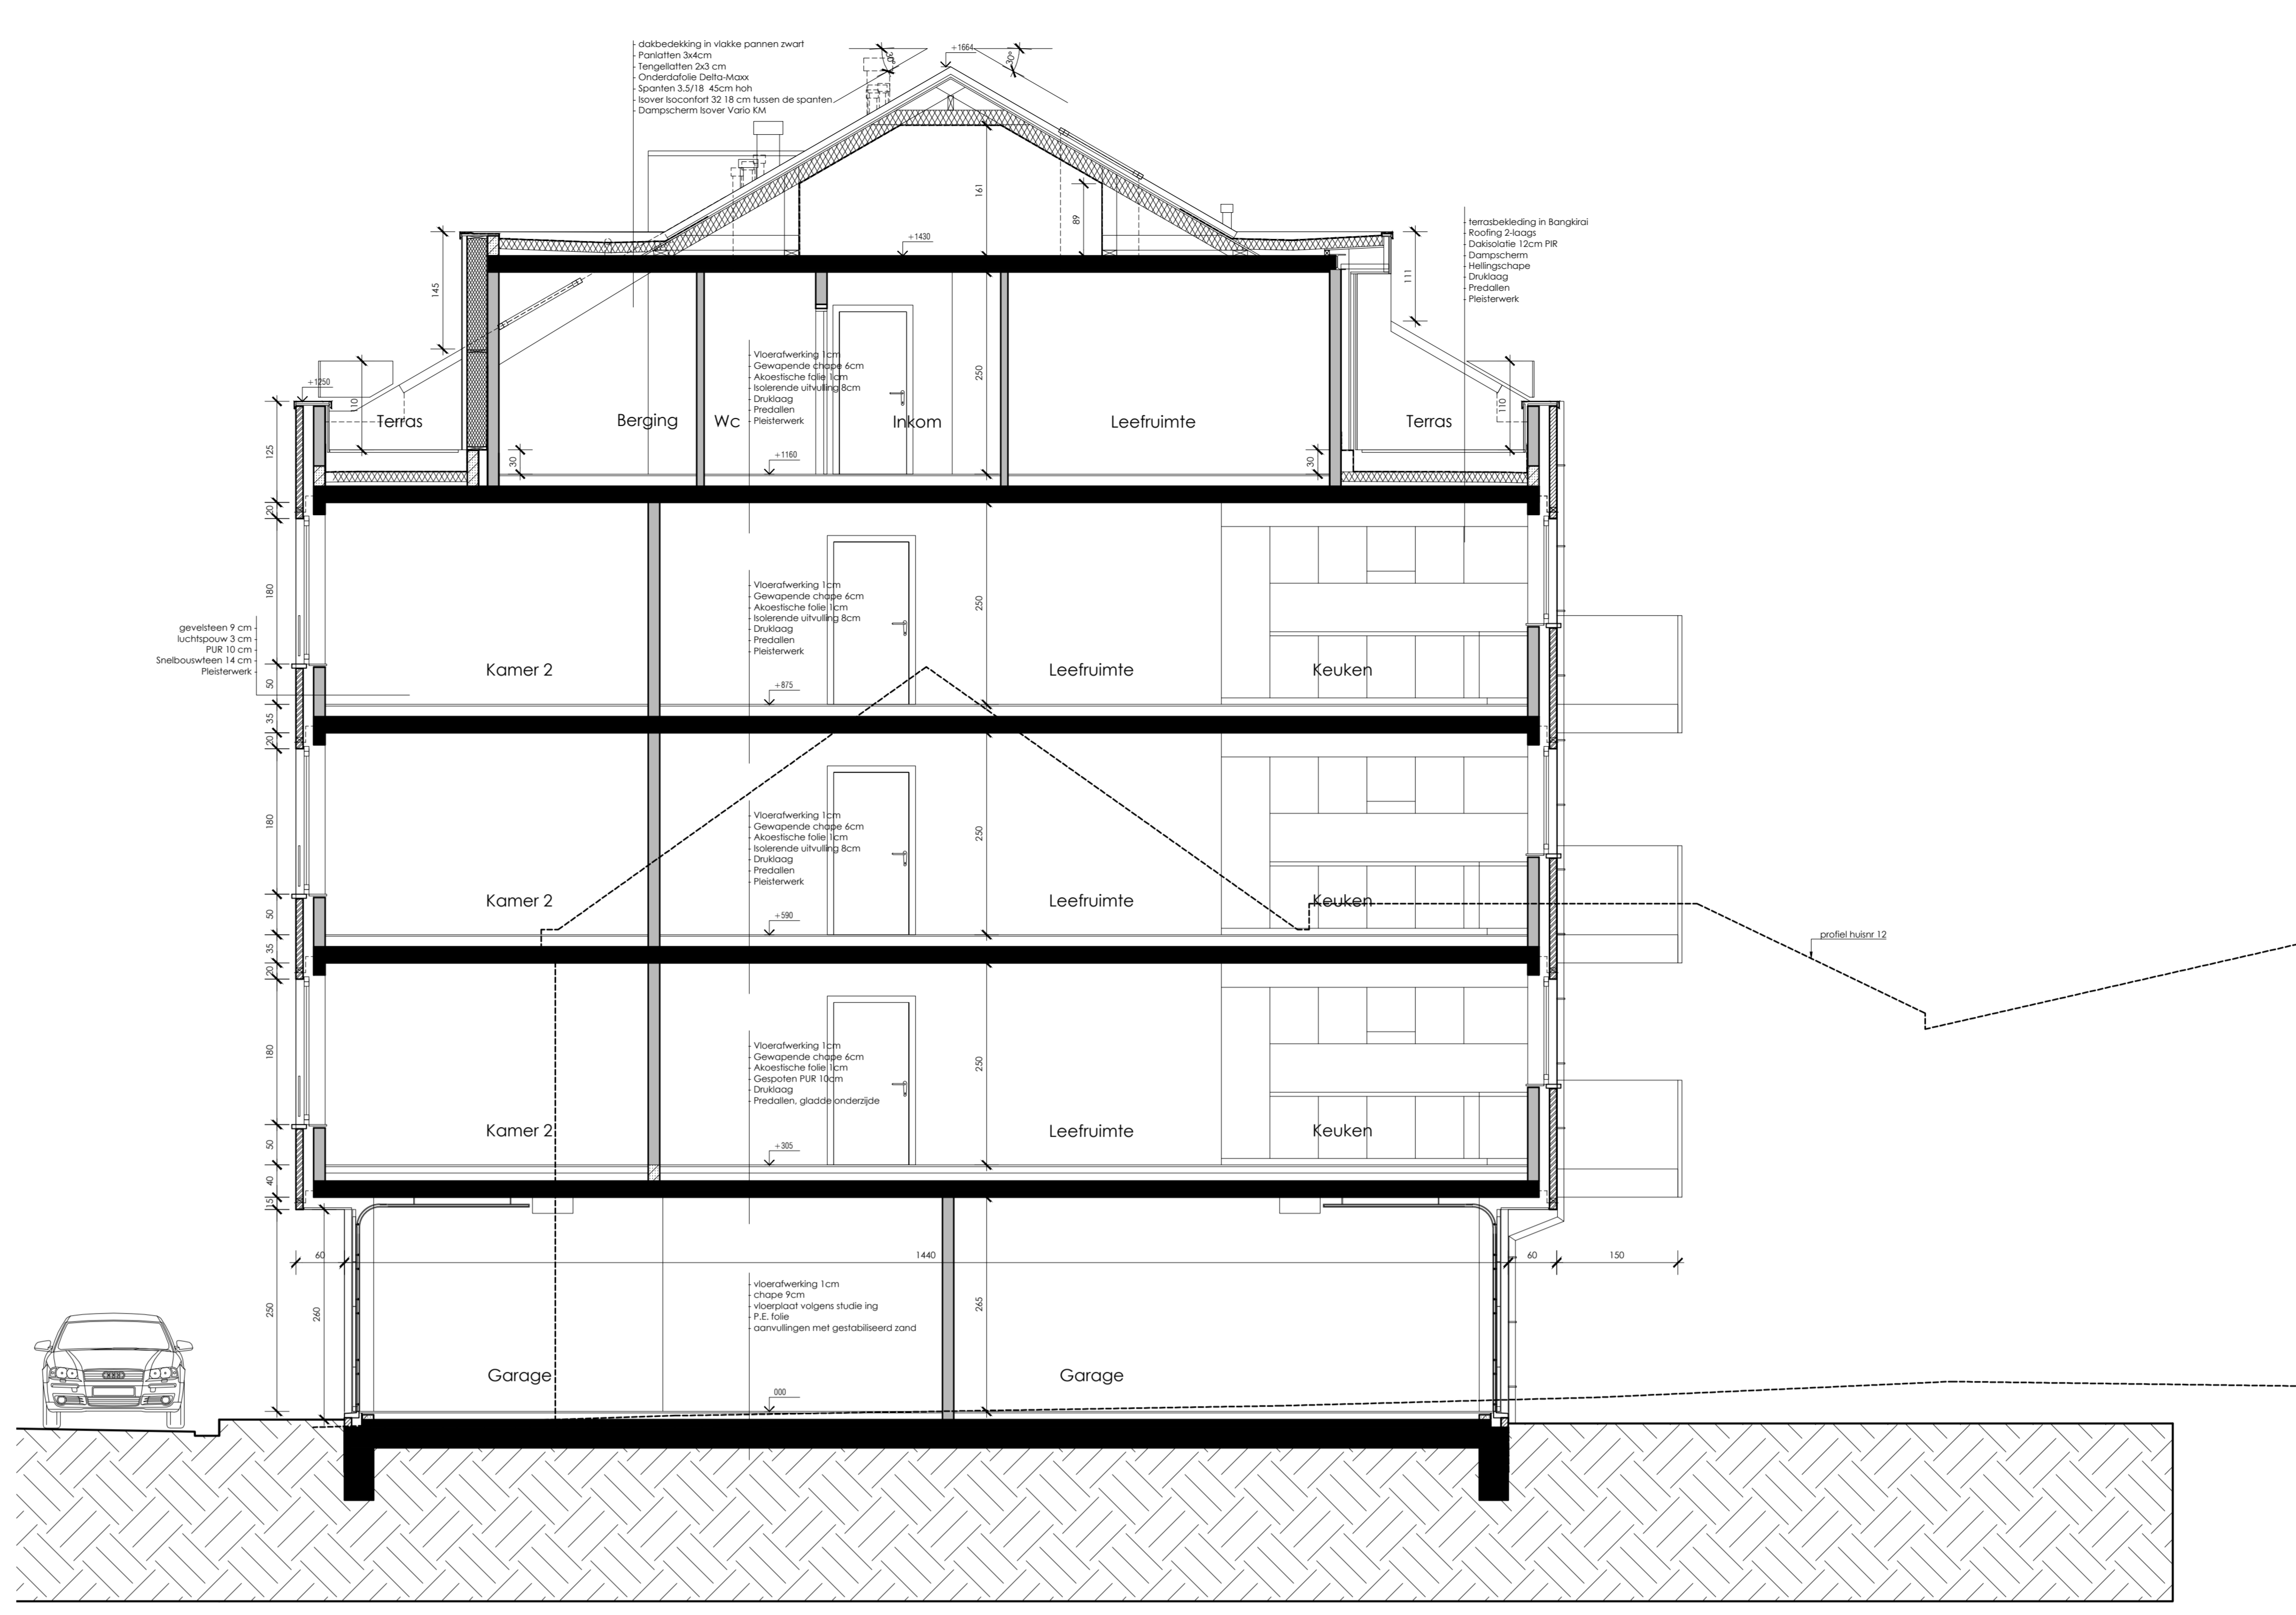 - dakbedekking in vlakke pannen zwart
- Panlatten 3x4cm
- Tengellatten 2x3 cm
- Onderdafolie Delta-Maxx
- Spanten 3.5/18 45cm hoh
- Isover Isoconfort 32 18 cm tussen de spanten
- Dampscherm Isover Vario KM
30°
+1664
30°
161
89
+1430
- terrasbekleding in Bangkirai
- Roofing 2-laags
- Dakisolatie 12cm PIR
- Dampscherm
- Hellingschape
- Druklaag
- Predallen
- Pleisterwerk
145
111
+1250
110
110
- Vloerafwerking 1cm
- Gewapende chape 6cm
- Akoestische folie 1cm
- Isolerende uitvulling 8cm
- Druklaag
- Predallen
- Pleisterwerk
250
Terras
Berging
Wc
Inkom
Leefruimte
Terras
125
30
+1160
30
20
180
- Vloerafwerking 1cm
- Gewapende chape 6cm
- Akoestische folie 1cm
- Isolerende uitvulling 8cm
- Druklaag
- Predallen
- Pleisterwerk
250
gevelsteen 9 cm -
luchtspouw 3 cm -
PUR 10 cm -
Snelbouswteen 14 cm -
Pleisterwerk -
Kamer 2
Leefruimte
Keuken
50
+875
35
20
180
- Vloerafwerking 1cm
- Gewapende chape 6cm
- Akoestische folie 1cm
- Isolerende uitvulling 8cm
- Druklaag
- Predallen
- Pleisterwerk
250
Kamer 2
Leefruimte
Keuken
50
+590
35
20
profiel huisnr 12
180
- Vloerafwerking 1cm
- Gewapende chape 6cm
- Akoestische folie 1cm
- Gespoten PUR 10cm
- Druklaag
- Predallen, gladde onderzijde
250
Kamer 2
Leefruimte
Keuken
50
+305
40
15
60
1440
60
150
250
260
- vloerafwerking 1cm
- chape 9cm
- vloerplaat volgens studie ing
- P.E. folie
- aanvullingen met gestabiliseerd zand
265
Garage
Garage
000